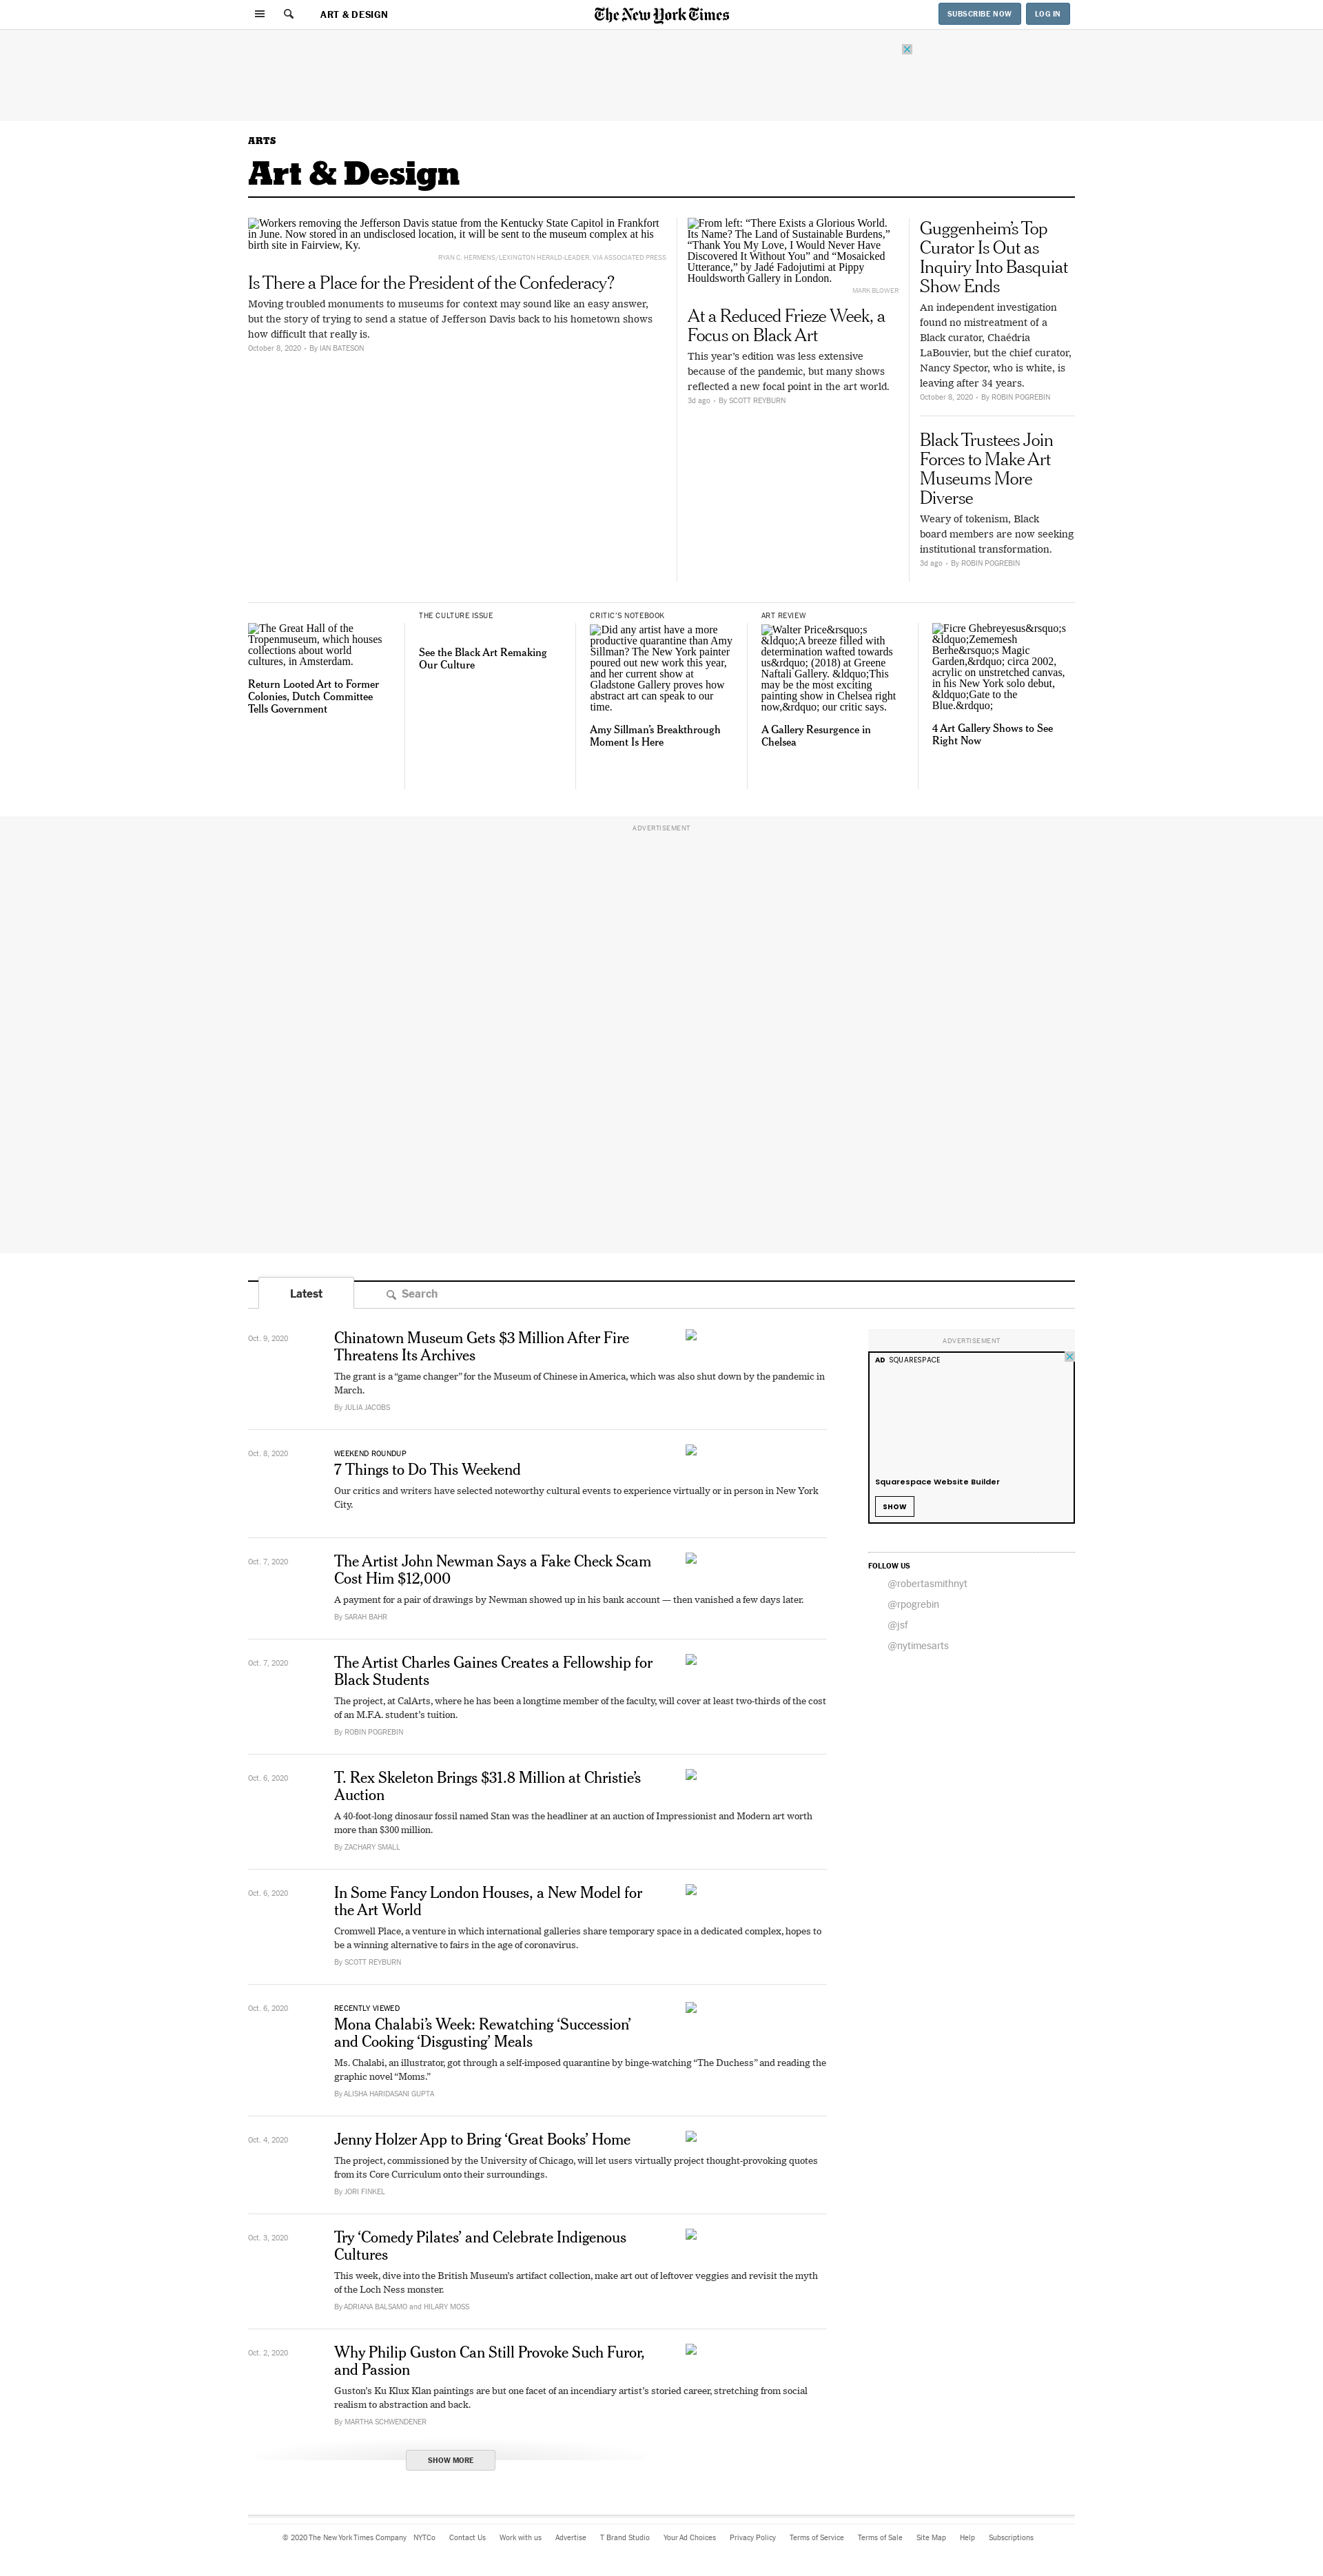 ART & DESIGN
The New York Times
SUBSCRIBE NOW
LOG IN
ARTS
Art & Design
Workers removing the Jefferson Davis statue from the Kentucky State Capitol in Frankfort
in June. Now stored in an undisclosed location, it will be sent to the museum complex at his
birth site in Fairview, Ky.
RYAN C. HERMENS/LEXINGTON HERALD-LEADER, VIA ASSOCIATED PRESS
Is There a Place for the President of the Confederacy?
Moving troubled monuments to museums for context may sound like an easy answer,
but the story of trying to send a statue of Jefferson Davis back to his hometown shows
how difficult that really is.
October 8, 2020 • By IAN BATESON
From left: “There Exists a Glorious World.
Its Name? The Land of Sustainable Burdens,”
“Thank You My Love, I Would Never Have
Discovered It Without You” and “Mosaicked
Utterance,” by Jadé Fadojutimi at Pippy
Houldsworth Gallery in London.
MARK BLOWER
At a Reduced Frieze Week, a
Focus on Black Art
This year’s edition was less extensive
because of the pandemic, but many shows
reflected a new focal point in the art world.
3d ago • By SCOTT REYBURN
Guggenheim’s Top
Curator Is Out as
Inquiry Into Basquiat
Show Ends
An independent investigation
found no mistreatment of a
Black curator, Chaédria
LaBouvier, but the chief curator,
Nancy Spector, who is white, is
leaving after 34 years.
October 8, 2020 • By ROBIN POGREBIN
Black Trustees Join
Forces to Make Art
Museums More
Diverse
Weary of tokenism, Black
board members are now seeking
institutional transformation.
3d ago • By ROBIN POGREBIN
The Great Hall of the
Tropenmuseum, which houses
collections about world
cultures, in Amsterdam.
Return Looted Art to Former
Colonies, Dutch Committee
Tells Government
THE CULTURE ISSUE
See the Black Art Remaking
Our Culture
CRITIC’S NOTEBOOK
Did any artist have a more
productive quarantine than Amy
Sillman? The New York painter
poured out new work this year,
and her current show at
Gladstone Gallery proves how
abstract art can speak to our
time.
Amy Sillman’s Breakthrough
Moment Is Here
ART REVIEW
Walter Price&rsquo;s
&ldquo;A breeze filled with
determination wafted towards
us&rdquo; (2018) at Greene
Naftali Gallery. &ldquo;This
may be the most exciting
painting show in Chelsea right
now,&rdquo; our critic says.
A Gallery Resurgence in
Chelsea
Ficre Ghebreyesus&rsquo;s
&ldquo;Zememesh
Berhe&rsquo;s Magic
Garden,&rdquo; circa 2002,
acrylic on unstretched canvas,
in his New York solo debut,
&ldquo;Gate to the
Blue.&rdquo;
4 Art Gallery Shows to See
Right Now
ADVERTISEMENT
Latest
Search
Oct. 9, 2020
Chinatown Museum Gets $3 Million After Fire
Threatens Its Archives
The grant is a “game changer” for the Museum of Chinese in America, which was also shut down by the pandemic in
March.
By JULIA JACOBS
Oct. 8, 2020
WEEKEND ROUNDUP
7 Things to Do This Weekend
Our critics and writers have selected noteworthy cultural events to experience virtually or in person in New York
City.
Oct. 7, 2020
The Artist John Newman Says a Fake Check Scam
Cost Him $12,000
A payment for a pair of drawings by Newman showed up in his bank account — then vanished a few days later.
By SARAH BAHR
Oct. 7, 2020
The Artist Charles Gaines Creates a Fellowship for
Black Students
The project, at CalArts, where he has been a longtime member of the faculty, will cover at least two-thirds of the cost
of an M.F.A. student’s tuition.
By ROBIN POGREBIN
Oct. 6, 2020
T. Rex Skeleton Brings $31.8 Million at Christie’s
Auction
A 40-foot-long dinosaur fossil named Stan was the headliner at an auction of Impressionist and Modern art worth
more than $300 million.
By ZACHARY SMALL
Oct. 6, 2020
In Some Fancy London Houses, a New Model for
the Art World
Cromwell Place, a venture in which international galleries share temporary space in a dedicated complex, hopes to
be a winning alternative to fairs in the age of coronavirus.
By SCOTT REYBURN
Oct. 6, 2020
RECENTLY VIEWED
Mona Chalabi’s Week: Rewatching ‘Succession’
and Cooking ‘Disgusting’ Meals
Ms. Chalabi, an illustrator, got through a self-imposed quarantine by binge-watching “The Duchess” and reading the
graphic novel “Moms.”
By ALISHA HARIDASANI GUPTA
Oct. 4, 2020
Jenny Holzer App to Bring ‘Great Books’ Home
The project, commissioned by the University of Chicago, will let users virtually project thought-provoking quotes
from its Core Curriculum onto their surroundings.
By JORI FINKEL
Oct. 3, 2020
Try ‘Comedy Pilates’ and Celebrate Indigenous
Cultures
This week, dive into the British Museum’s artifact collection, make art out of leftover veggies and revisit the myth
of the Loch Ness monster.
By ADRIANA BALSAMO and HILARY MOSS
Oct. 2, 2020
Why Philip Guston Can Still Provoke Such Furor,
and Passion
Guston’s Ku Klux Klan paintings are but one facet of an incendiary artist’s storied career, stretching from social
realism to abstraction and back.
By MARTHA SCHWENDENER
SHOW MORE
ADVERTISEMENT
AD SQUARESPACE
Squarespace Website Builder
SHOW
FOLLOW US
@robertasmithnyt
@rpogrebin
@jsf
@nytimesarts
© 2020 The New York Times Company NYTCo Contact Us Work with us Advertise T Brand Studio Your Ad Choices Privacy Policy Terms of Service Terms of Sale Site Map Help Subscriptions